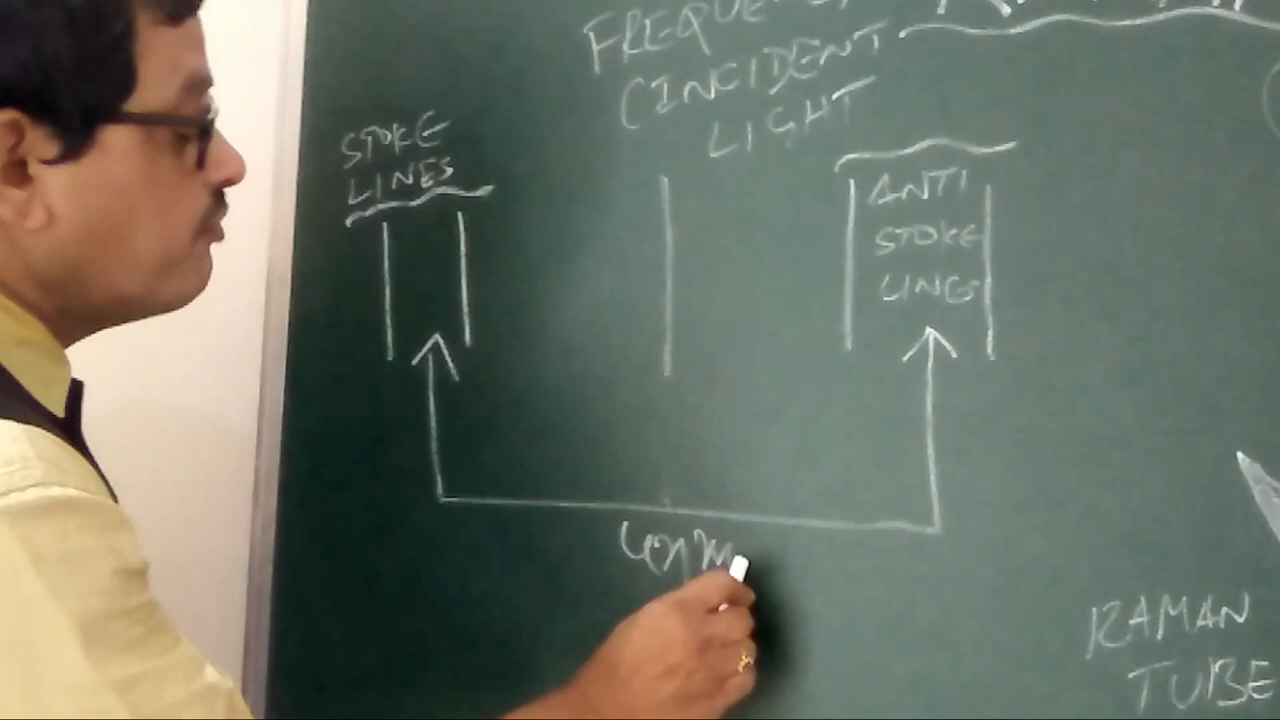 FREQUENCY
(INCIDENT
LIGHT
STOKE
LINES
ANTI
STOKE
LINES
RAMAN
TUBE